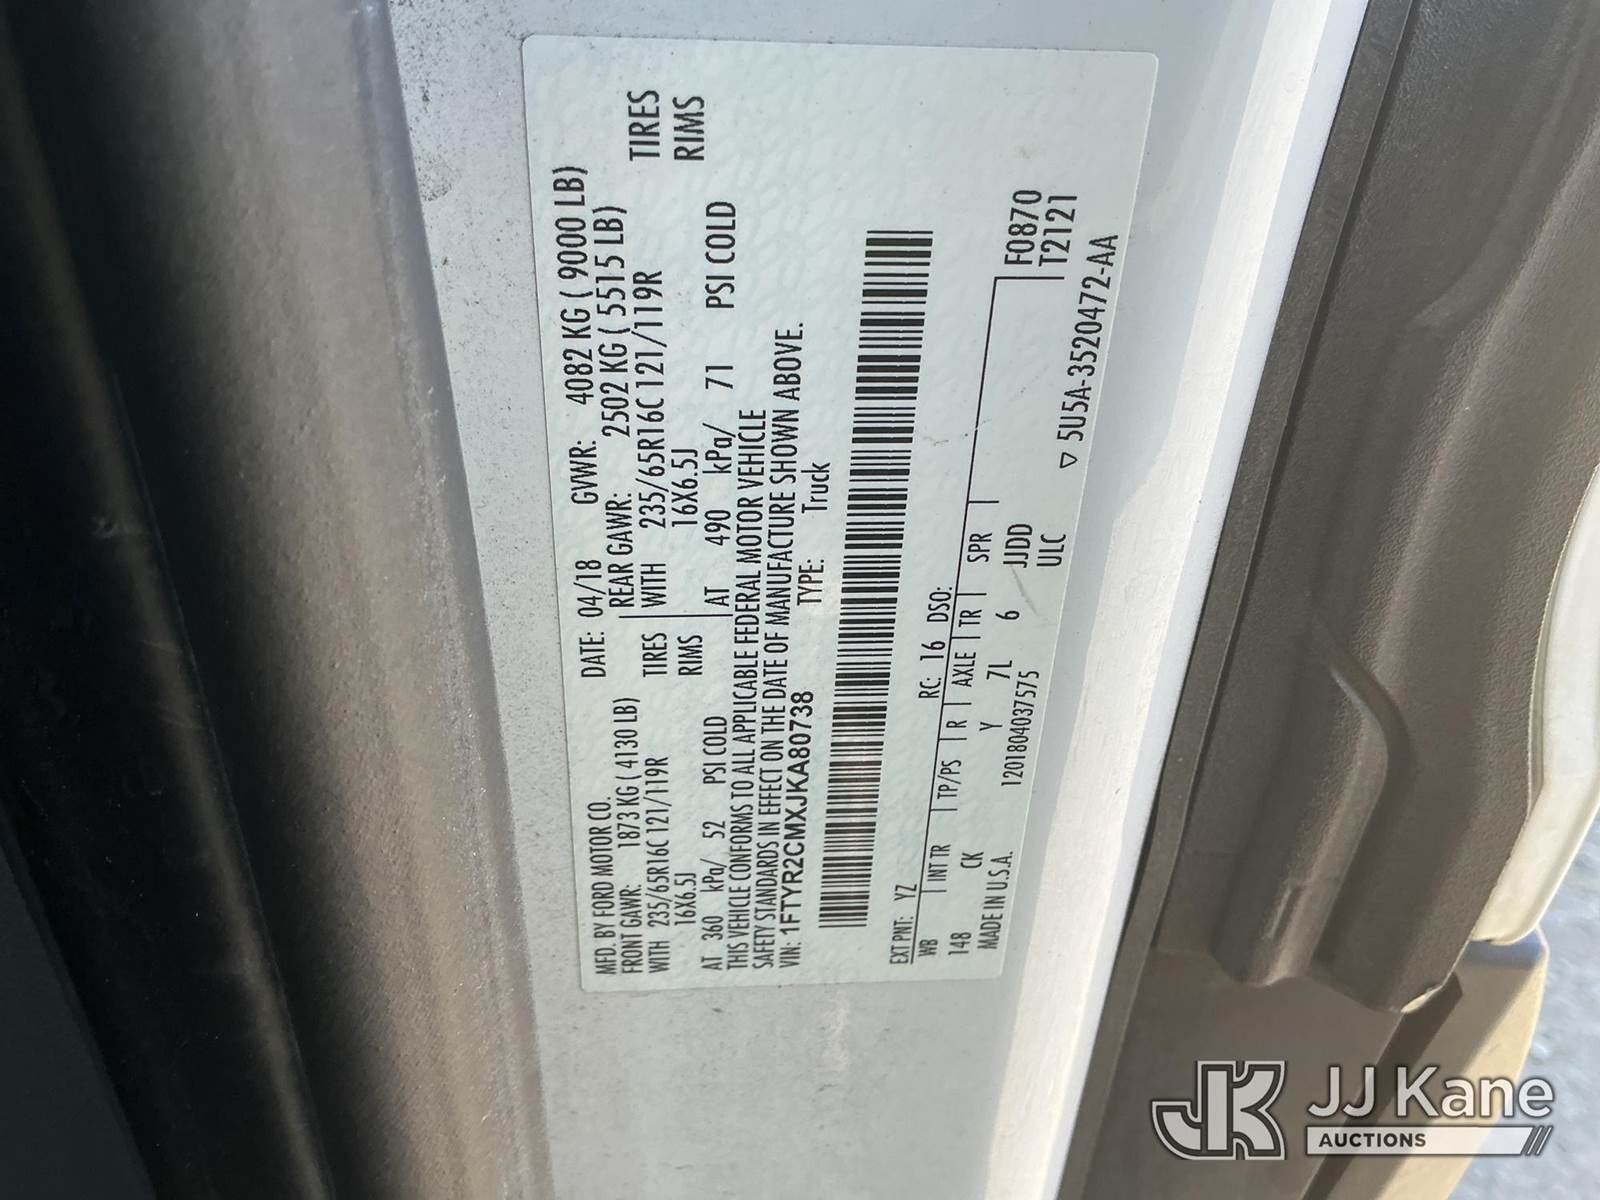 MFD. BY FORD MOTOR CO.
DATE: 04/18 GVWR: 4082 KG ( 9000 LB)
FRONT GAWR: 1873 KG ( 4130 LB) REAR GAWR: 2502 KG ( 5515 LB)
WITH 235/65R16C 121/119R TIRES WITH 235/65R16C 121/119R TIRES
16X6.5J RIMS 16X6.5J RIMS
AT 360 kPa/ 52 PSI COLD AT 490 kPa/ 71 PSI COLD
THIS VEHICLE CONFORMS TO ALL APPLICABLE FEDERAL MOTOR VEHICLE
SAFETY STANDARDS IN EFFECT ON THE DATE OF MANUFACTURE SHOWN ABOVE.
VIN: 1FTYR2CMXJKA80738 TYPE: Truck
EXT PNT: YZ RC: 16 DSO:
WB INT TR TP/PS R AXLE TR SPR
148 CK Y 7L 6 JJDD F0870
MADE IN U.S.A. 1201804037575 ULC T2121
▽ 5U5A-3520472-AA
JK JJ Kane
AUCTIONS